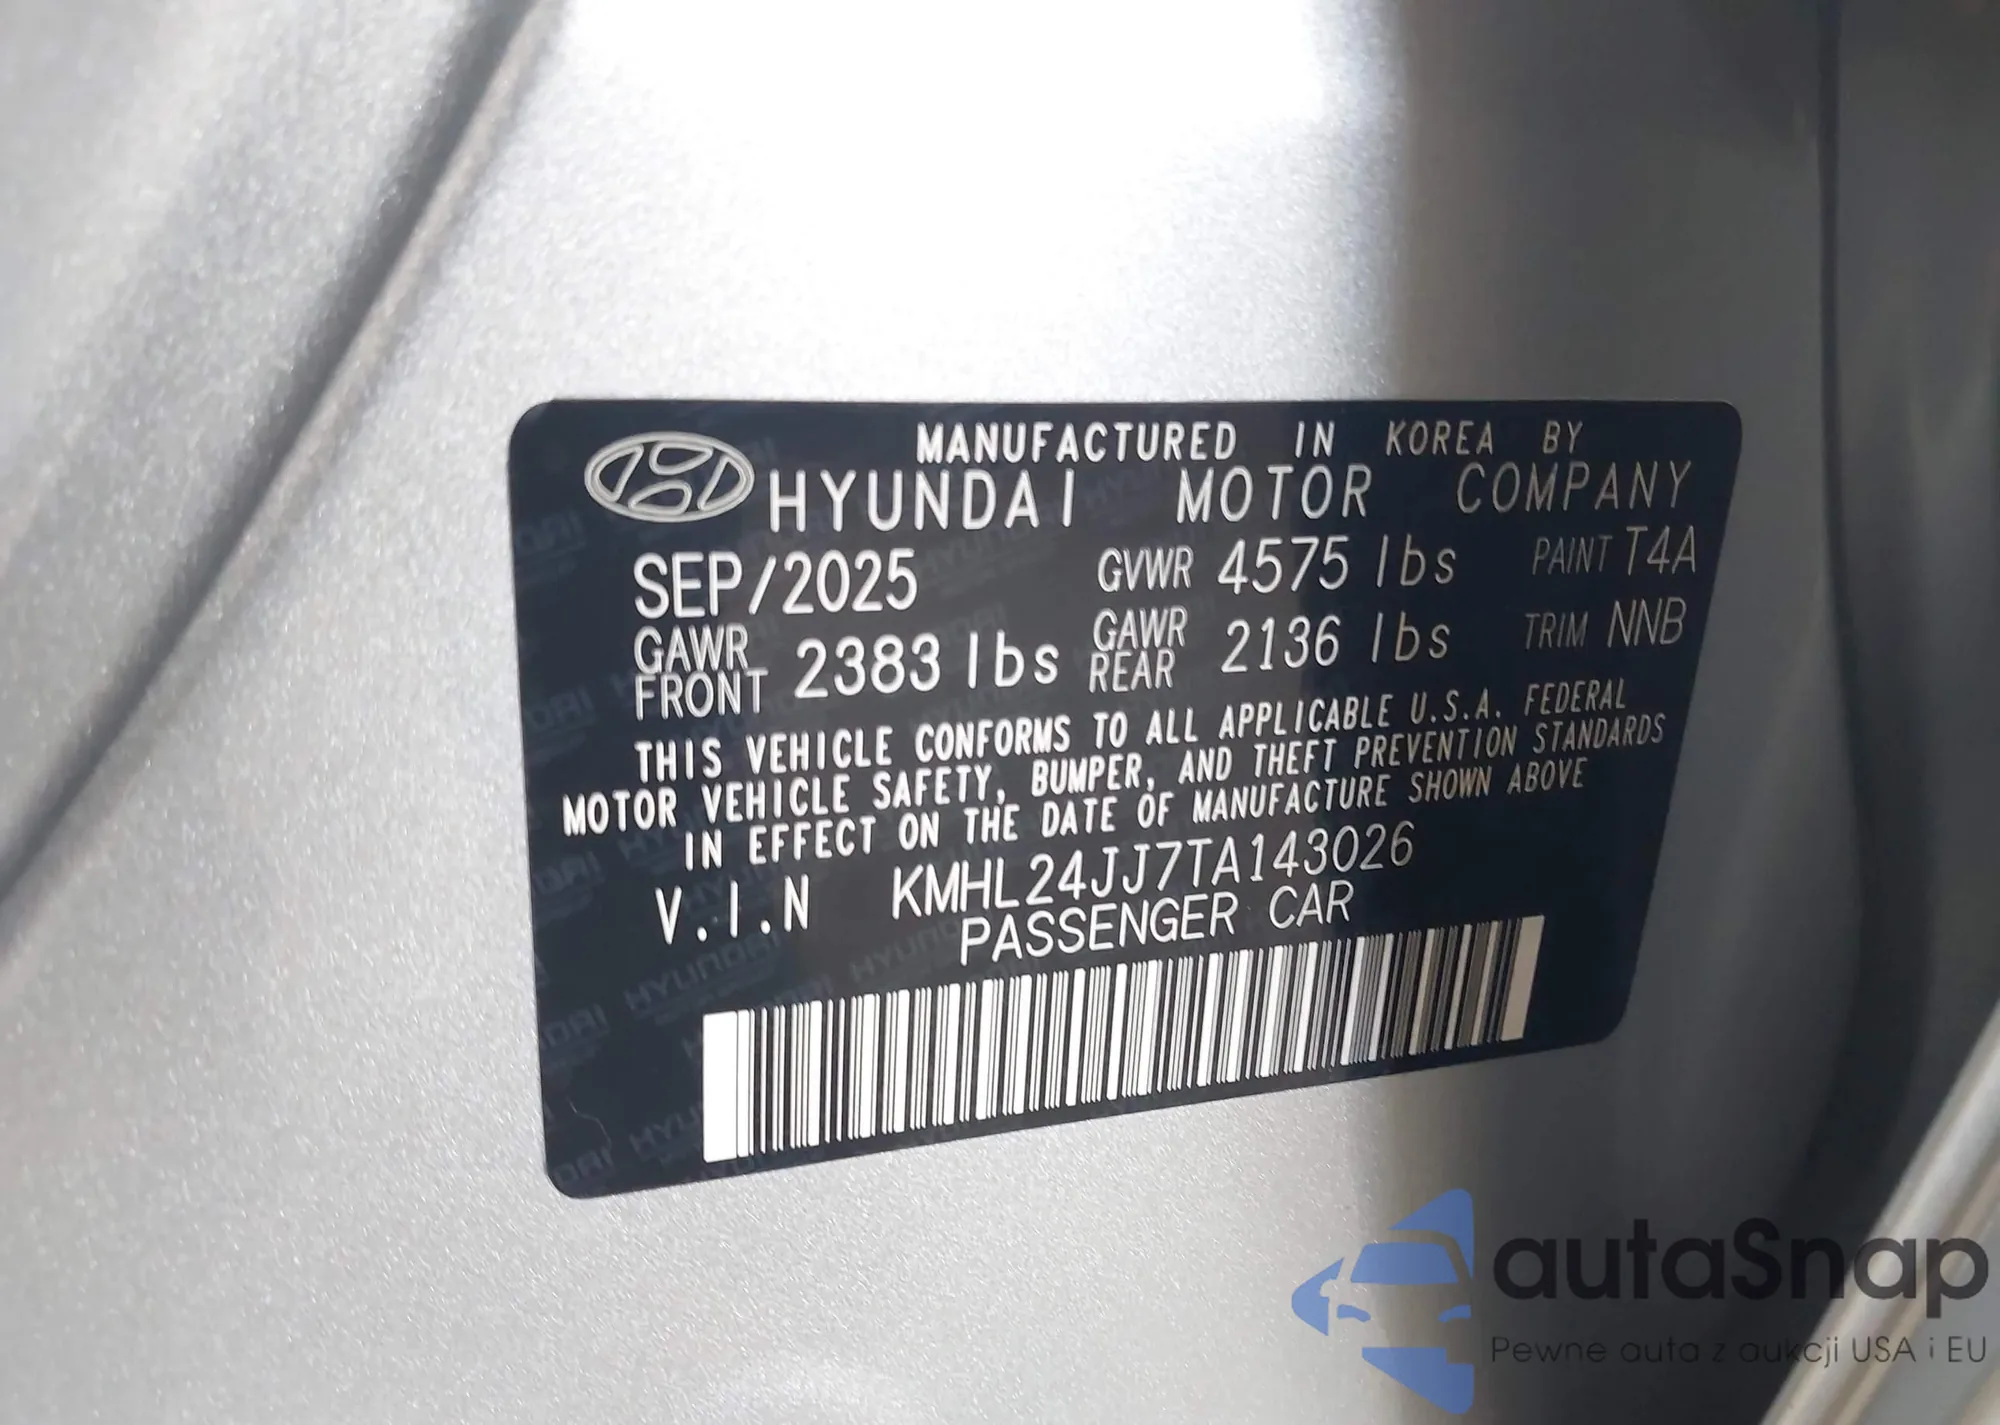 MANUFACTURED IN KOREA BY
HYUNDAI MOTOR COMPANY
SEP/2025 GVWR 4575 lbs PAINT T4A
GAWR FRONT 2383 lbs GAWR REAR 2136 lbs TRIM NNB
THIS VEHICLE CONFORMS TO ALL APPLICABLE U.S.A. FEDERAL
MOTOR VEHICLE SAFETY, BUMPER, AND THEFT PREVENTION STANDARDS
IN EFFECT ON THE DATE OF MANUFACTURE SHOWN ABOVE
V.I.N KMHL24JJ7TA143026
PASSENGER CAR
autaSnap
Pewne auta z aukcji USA i EU